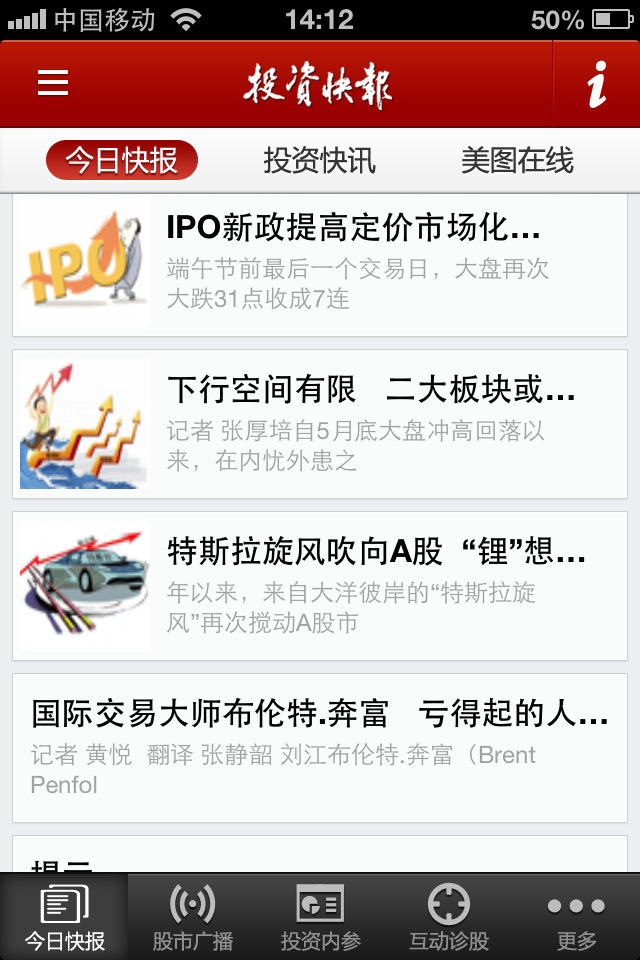 中国移动 14:12 50%
投资快報
今日快报 投资快讯 美图在线
IPO
IPO新政提高定价市场化...
端午节前最后一个交易日，大盘再次
大跌31点收成7连
下行空间有限 二大板块或...
记者 张厚培自5月底大盘冲高回落以
来，在内忧外患之
特斯拉旋风吹向A股 “锂”想...
年以来，来自大洋彼岸的“特斯拉旋
风”再次搅动A股市
国际交易大师布伦特.奔富 亏得起的人...
记者 黄悦 翻译 张静韶 刘江布伦特.奔富（Brent
Penfol
今日快报 股市广播 投资内参 互动诊股 更多